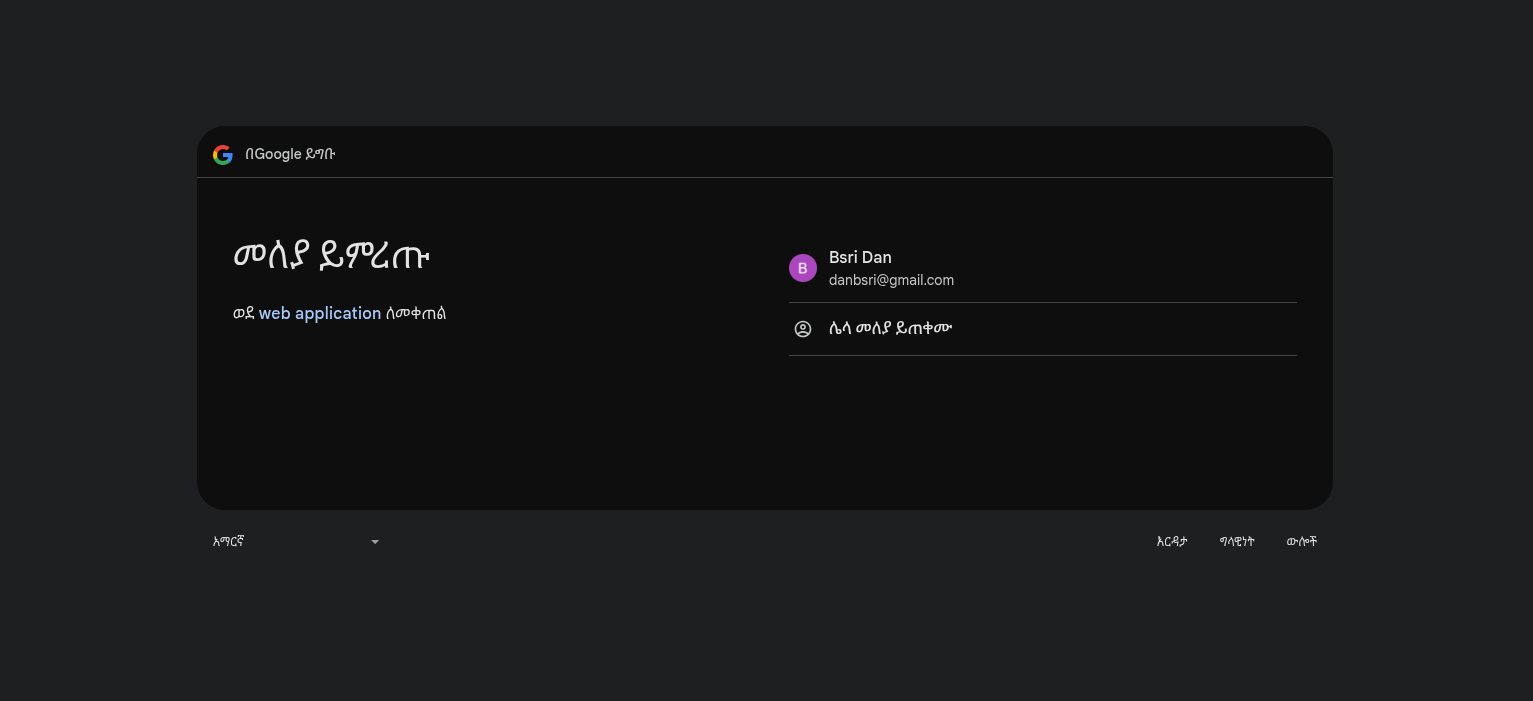 በGoogle ይግቡ
መለያ ይምረጡ
ወደ web application ለመቀጠል
B
Bsri Dan
danbsri@gmail.com
ሌላ መለያ ይጠቀሙ
አማርኛ
እርዳታ ግላዊነት ውሎች